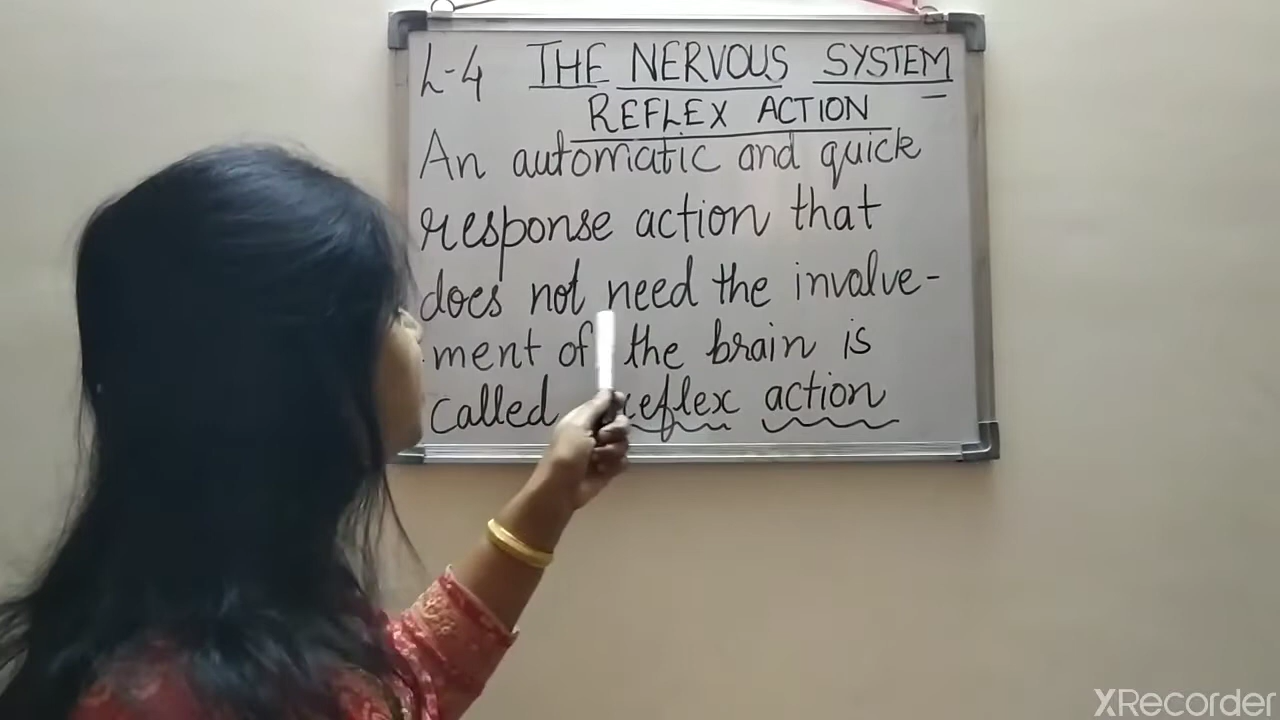 L-4 THE NERVOUS SYSTEM
REFLEX ACTION
An automatic and quick
response action that
does not need the involve-
ment of the brain is
called reflex action
XRecorder